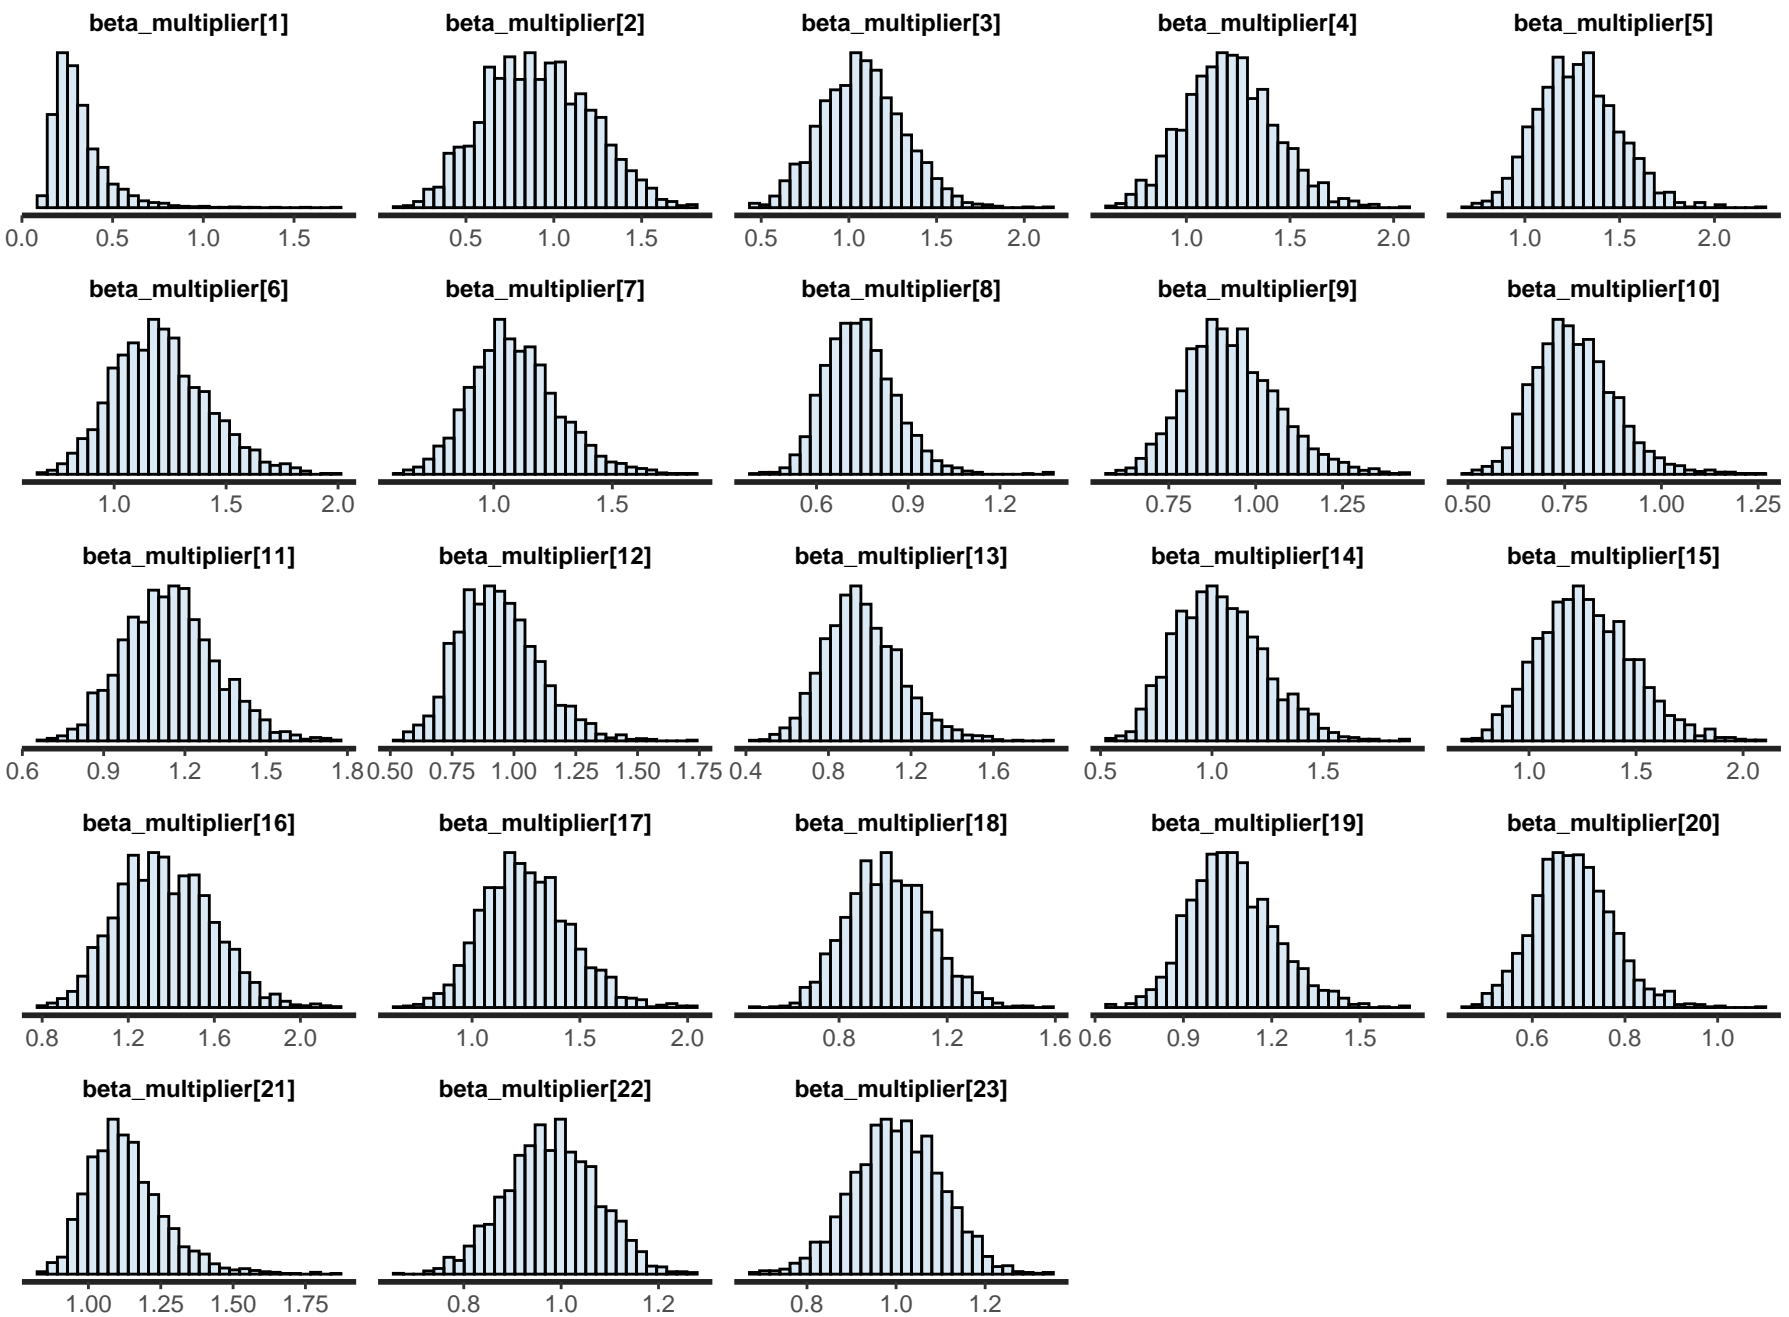 beta_multiplier[1] beta_multiplier[2] beta_multiplier[3] beta_multiplier[4] beta_multiplier[5]
0.0 0.5 1.0 1.5 0.5 1.0 1.5 0.5 1.0 1.5 2.0 1.0 1.5 2.0 1.0 1.5 2.0
beta_multiplier[6] beta_multiplier[7] beta_multiplier[8] beta_multiplier[9] beta_multiplier[10]
1.0 1.5 2.0 1.0 1.5 0.6 0.9 1.2 0.75 1.00 1.25 0.50 0.75 1.00 1.25
beta_multiplier[11] beta_multiplier[12] beta_multiplier[13] beta_multiplier[14] beta_multiplier[15]
0.6 0.9 1.2 1.5 1.8 0.50 0.75 1.00 1.25 1.50 1.75 0.4 0.8 1.2 1.6 0.5 1.0 1.5 1.0 1.5 2.0
beta_multiplier[16] beta_multiplier[17] beta_multiplier[18] beta_multiplier[19] beta_multiplier[20]
0.8 1.2 1.6 2.0 1.0 1.5 2.0 0.8 1.2 1.6 0.6 0.9 1.2 1.5 0.6 0.8 1.0
beta_multiplier[21] beta_multiplier[22] beta_multiplier[23]
1.00 1.25 1.50 1.75 0.8 1.0 1.2 0.8 1.0 1.2